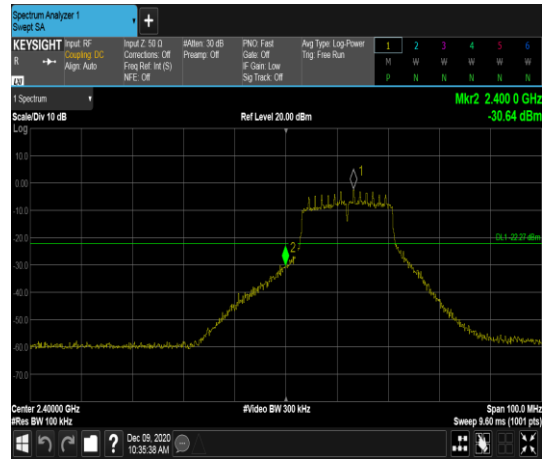 Spectrum Analyzer 1
Swept SA
+
KEYSIGHT
R
LXI
Input: RF
Coupling: DC
Align: Auto
Input Z: 50 Ω
Corrections: Off
Freq Ref: Int (S)
NFE: Off
#Atten: 30 dB
Preamp: Off
PNO: Fast
Gate: Off
IF Gain: Low
Sig Track: Off
Avg Type: Log-Power
Trig: Free Run
1 2 3 4 5 6
M W W W W W
P N N N N N
1 Spectrum
Mkr2 2.400 0 GHz
-30.64 dBm
Scale/Div 10 dB
Ref Level 20.00 dBm
Log
10.0
0.00
-10.0
-20.0
-30.0
-40.0
-50.0
-60.0
-70.0
1
2
DL1 -22.27 dBm
Center 2.40000 GHz
#Video BW 300 kHz
Span 100.0 MHz
#Res BW 100 kHz
Sweep 9.60 ms (1001 pts)
?
Dec 09, 2020
10:35:38 AM